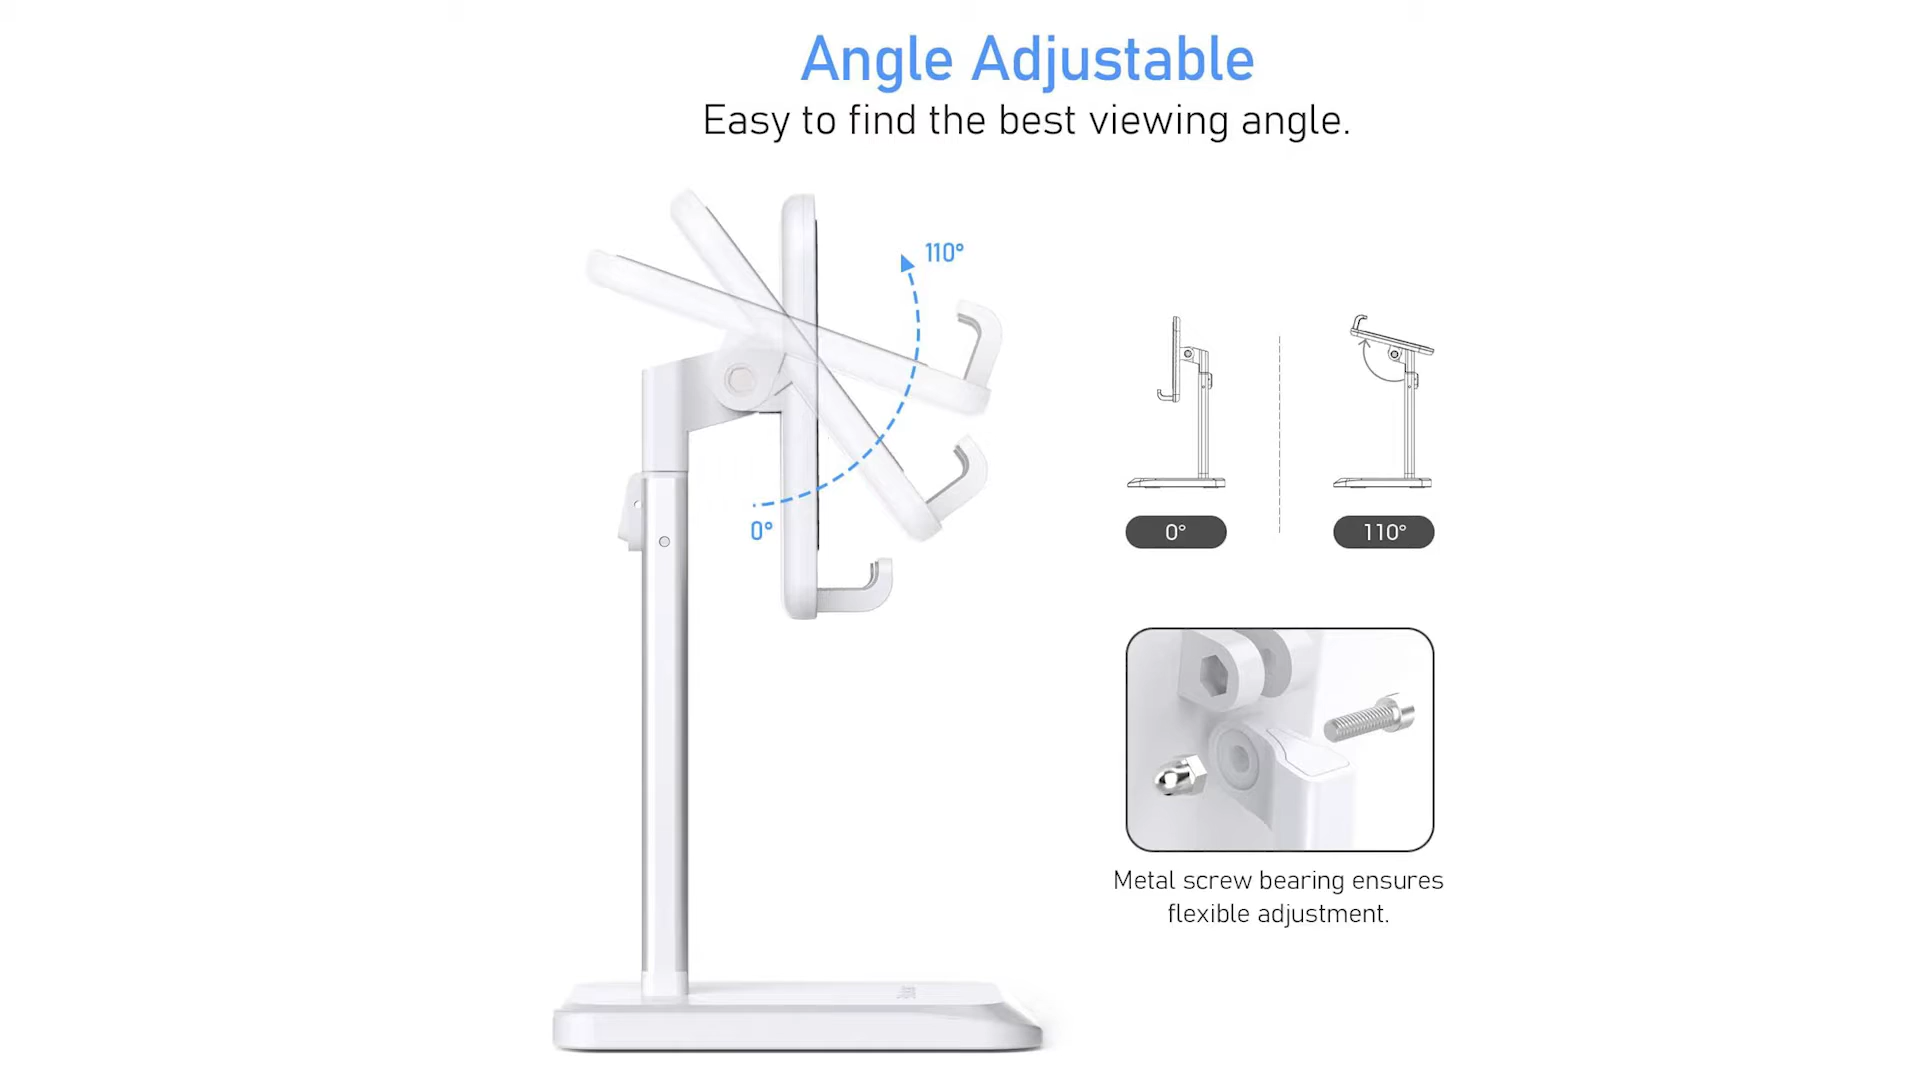 Angle Adjustable
Easy to find the best viewing angle.
110°
0°
0°
110°
Metal screw bearing ensures
flexible adjustment.